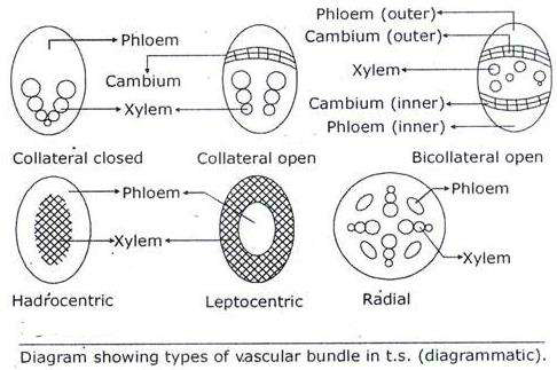 Phloem (outer)
Phloem
Cambium (outer)
Xylem
Cambium
Xylem
Cambium (inner)
Phloem (inner)
Collateral closed
Collateral open
Bicollateral open
Phloem
Phloem
Xylem
Xylem
Hadrocentric
Leptocentric
Radial
Diagram showing types of vascular bundle in t.s. (diagrammatic).